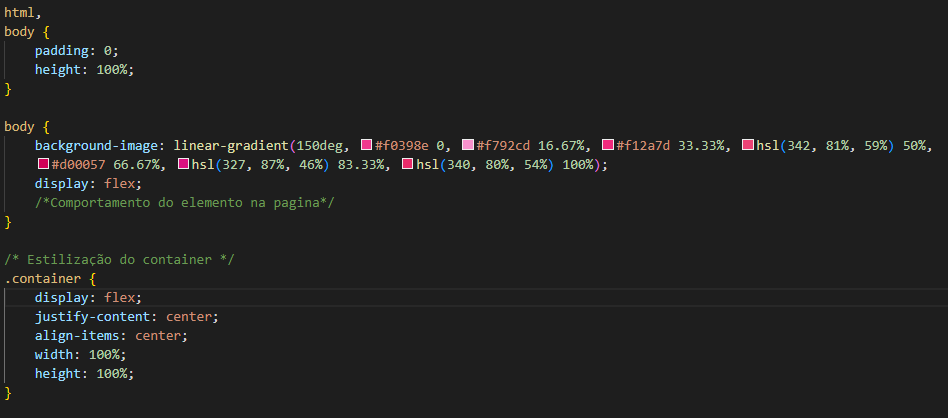 html,
body {
padding: 0;
height: 100%;
}
body {
background-image: linear-gradient(150deg, #f0398e 0, #f792cd 16.67%, #f12a7d 33.33%, hsl(342, 81%, 59%) 50%,
#d00057 66.67%, hsl(327, 87%, 46%) 83.33%, hsl(340, 80%, 54%) 100%);
display: flex;
/*Comportamento do elemento na pagina*/
}
/* Estilização do container */
.container {
display: flex;
justify-content: center;
align-items: center;
width: 100%;
height: 100%;
}